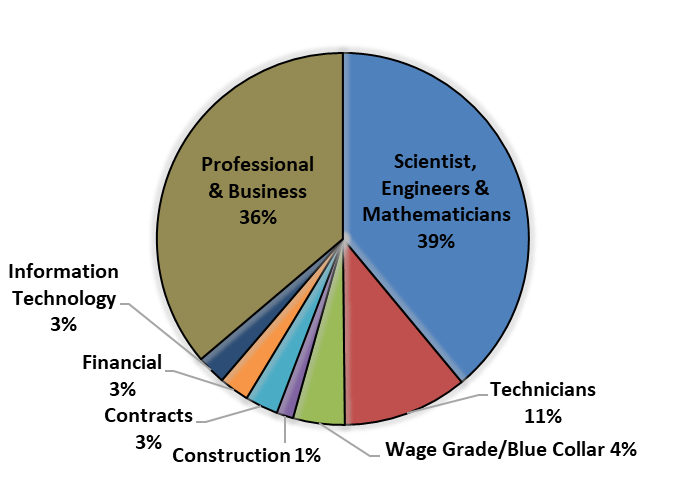 Professional
& Business
36%
Scientist,
Engineers &
Mathematicians
39%
Information
Technology
3%
Financial
3%
Contracts
3%
Construction 1%
Wage Grade/Blue Collar 4%
Technicians
11%